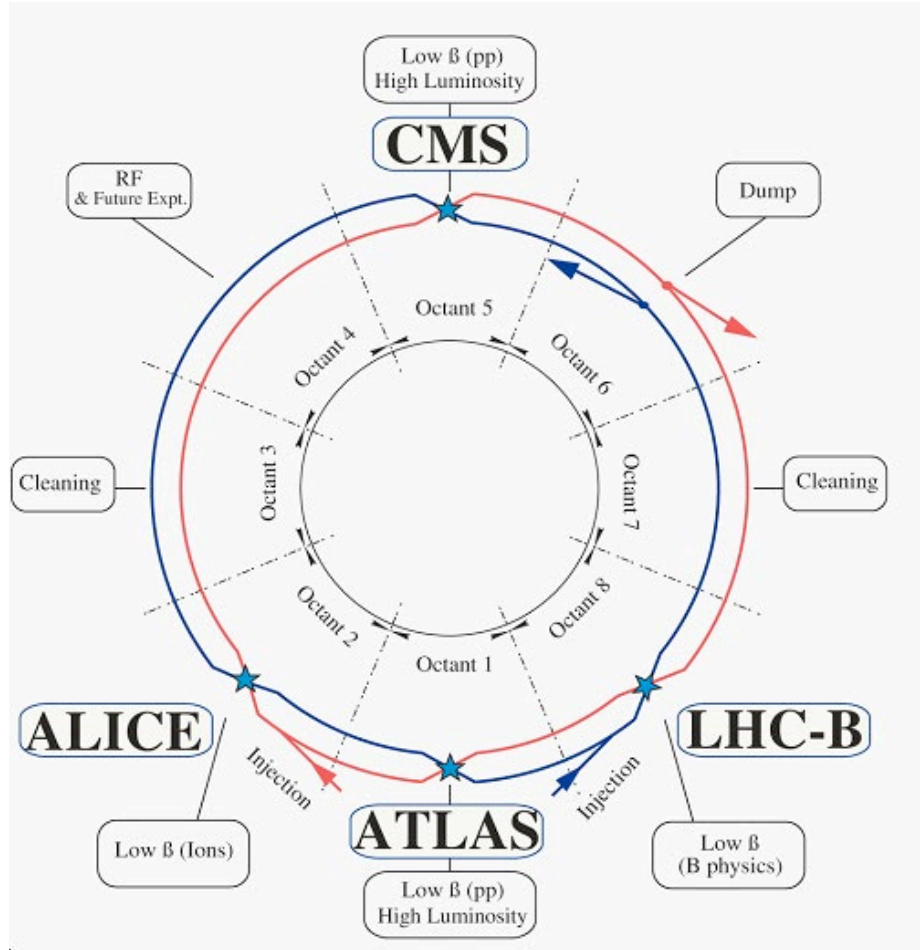 Low ß (pp)
High Luminosity
CMS
RF
& Future Expt.
Dump
Octant 5
Octant 4
Octant 6
Cleaning
Octant 3
Octant 7
Cleaning
Octant 2
Octant 8
Octant 1
ALICE
LHC-B
Injection
Injection
ATLAS
Low ß (Ions)
Low ß
(B physics)
Low ß (pp)
High Luminosity